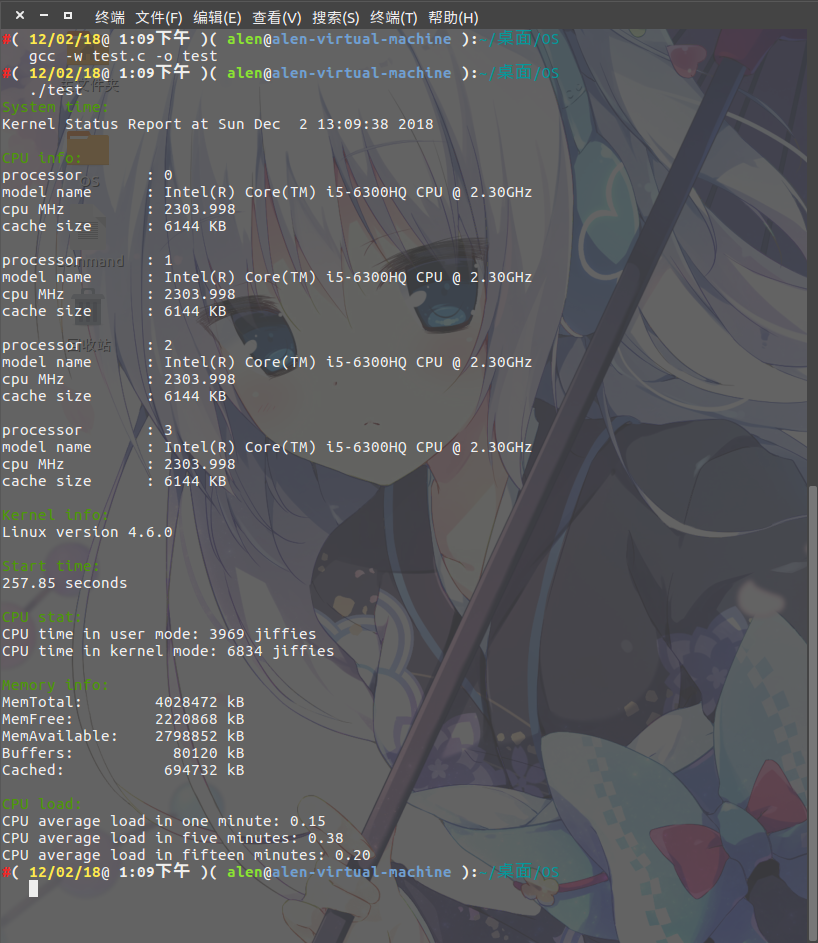 终端 文件(F) 编辑(E) 查看(V) 搜索(S) 终端(T) 帮助(H)
#( 12/02/18@ 1:09下午 )( alen@alen-virtual-machine ):~/桌面/OS
gcc -w test.c -o test
#( 12/02/18@ 1:09下午 )( alen@alen-virtual-machine ):~/桌面/OS
./test
System time:
Kernel Status Report at Sun Dec  2 13:09:38 2018
CPU info:
processor : 0
model name : Intel(R) Core(TM) i5-6300HQ CPU @ 2.30GHz
cpu MHz : 2303.998
cache size : 6144 KB
processor : 1
model name : Intel(R) Core(TM) i5-6300HQ CPU @ 2.30GHz
cpu MHz : 2303.998
cache size : 6144 KB
回收站
processor : 2
model name : Intel(R) Core(TM) i5-6300HQ CPU @ 2.30GHz
cpu MHz : 2303.998
cache size : 6144 KB
processor : 3
model name : Intel(R) Core(TM) i5-6300HQ CPU @ 2.30GHz
cpu MHz : 2303.998
cache size : 6144 KB
Kernel info:
Linux version 4.6.0
Start time:
257.85 seconds
CPU stat:
CPU time in user mode: 3969 jiffies
CPU time in kernel mode: 6834 jiffies
Memory info:
MemTotal: 4028472 kB
MemFree: 2220868 kB
MemAvailable: 2798852 kB
Buffers: 80120 kB
Cached: 694732 kB
CPU load:
CPU average load in one minute: 0.15
CPU average load in five minutes: 0.38
CPU average load in fifteen minutes: 0.20
#( 12/02/18@ 1:09下午 )( alen@alen-virtual-machine ):~/桌面/OS